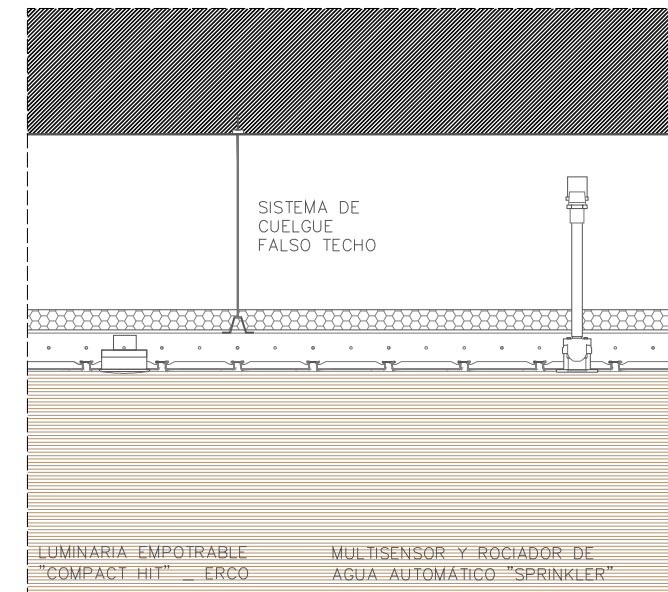 SISTEMA DE
CUELGUE
FALSO TECHO
LUMINARIA EMPOTRABLE
"COMPACT HIT" _ ERCO
MULTISENSOR Y ROCIADOR DE
AGUA AUTOMÁTICO "SPRINKLER"